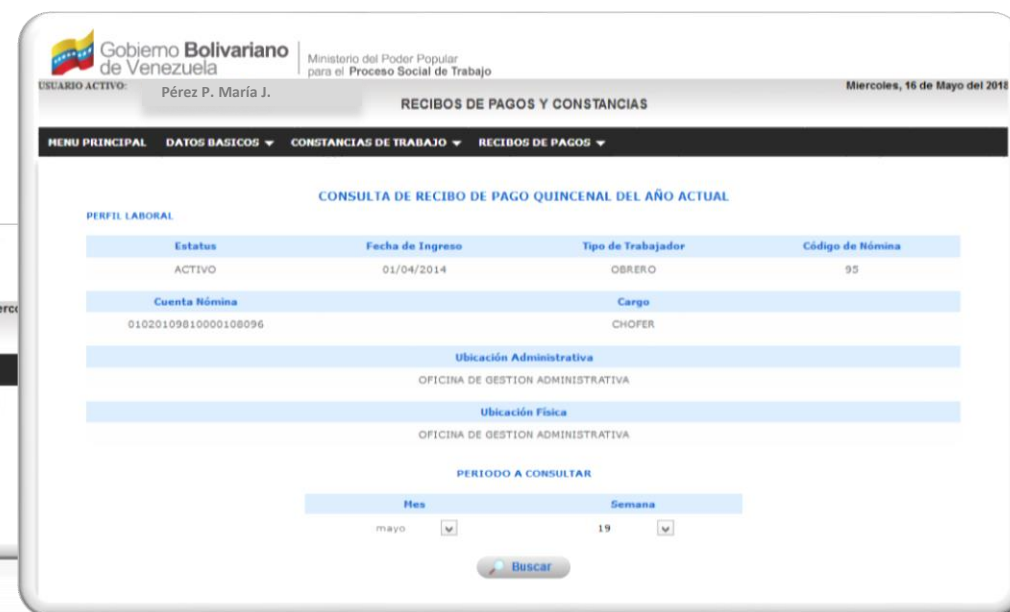 Gobierno Bolivariano
de Venezuela
Ministerio del Poder Popular
para el Proceso Social de Trabajo
USUARIO ACTIVO:
Pérez P. María J.
Miercoles, 16 de Mayo del 2018
RECIBOS DE PAGOS Y CONSTANCIAS
MENU PRINCIPAL DATOS BASICOS CONSTANCIAS DE TRABAJO RECIBOS DE PAGOS
CONSULTA DE RECIBO DE PAGO QUINCENAL DEL AÑO ACTUAL
PERFIL LABORAL
Estatus Fecha de Ingreso Tipo de Trabajador Código de Nómina
ACTIVO 01/04/2014 OBRERO 95
Cuenta Nómina Cargo
01020109810000108096 CHOFER
Ubicación Administrativa
OFICINA DE GESTION ADMINISTRATIVA
Ubicación Física
OFICINA DE GESTION ADMINISTRATIVA
PERIODO A CONSULTAR
Mes Semana
mayo 19
Buscar